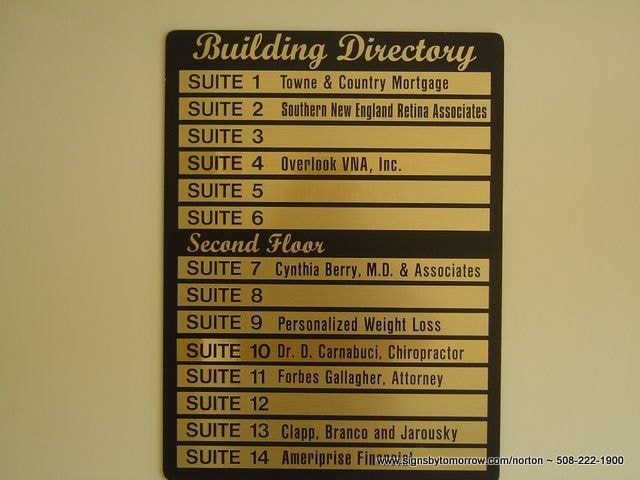 Building Directory
SUITE 1 Towne & Country Mortgage
SUITE 2 Southern New England Retina Associates
SUITE 3
SUITE 4 Overlook VNA, Inc.
SUITE 5
SUITE 6
Second Floor
SUITE 7 Cynthia Berry, M.D. & Associates
SUITE 8
SUITE 9 Personalized Weight Loss
SUITE 10 Dr. D. Carnabuci, Chiropractor
SUITE 11 Forbes Gallagher, Attorney
SUITE 12
SUITE 13 Clapp, Branco and Jarousky
SUITE 14 Ameriprise Financial
www.signsbytomorrow.com/norton ~ 508-222-1900